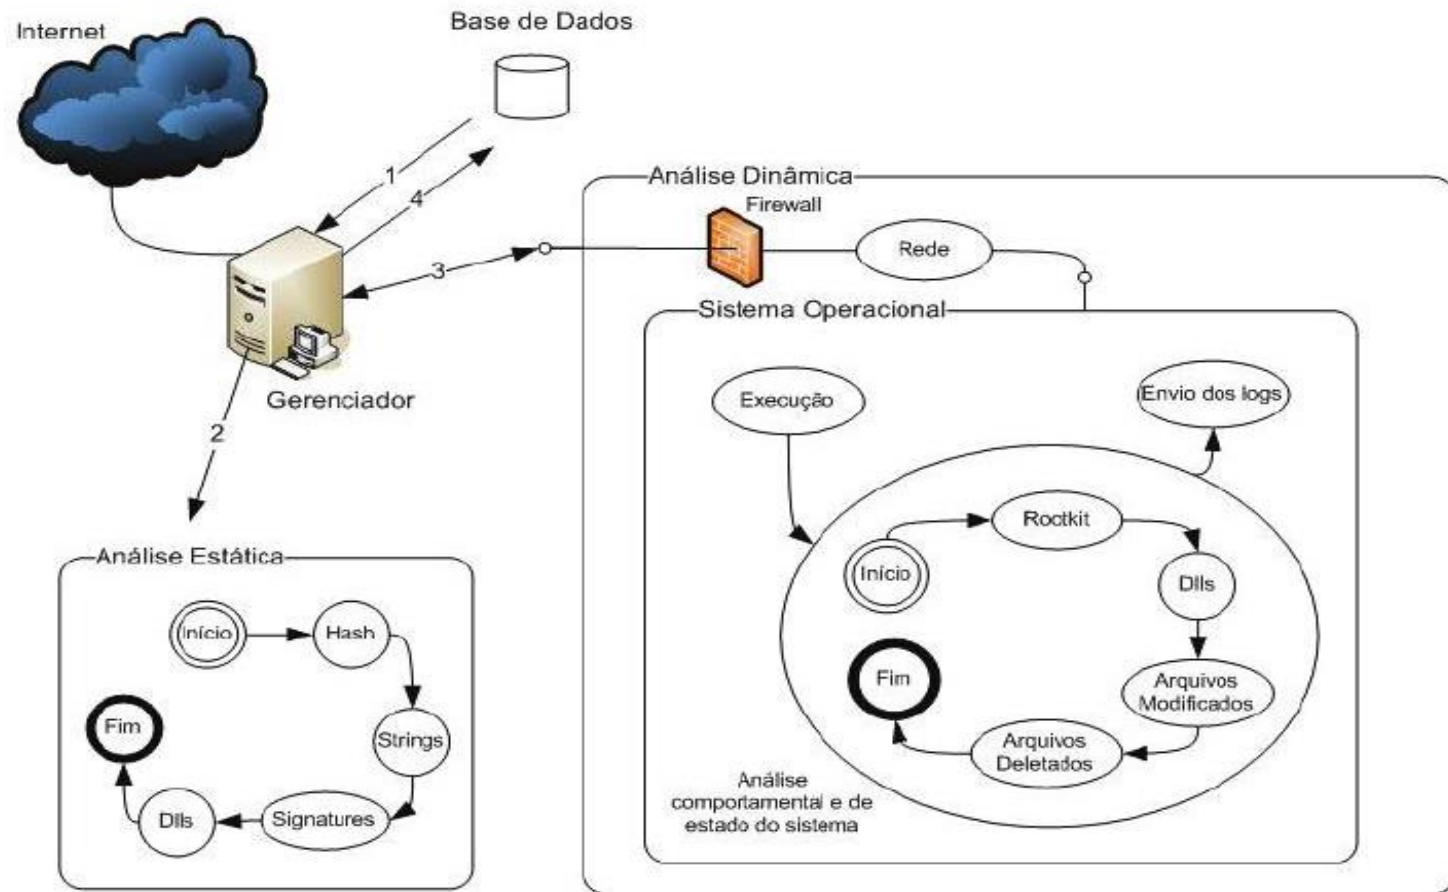 Internet
Base de Dados
1
4
3
2
Gerenciador
Análise Dinâmica
Firewall
Rede
Sistema Operacional
Execução
Envio dos logs
Início
Rootkit
Dlls
Arquivos
Modificados
Arquivos
Deletados
Fim
Análise
comportamental e de
estado do sistema
Análise Estática
Início
Hash
Strings
Signatures
Dlls
Fim